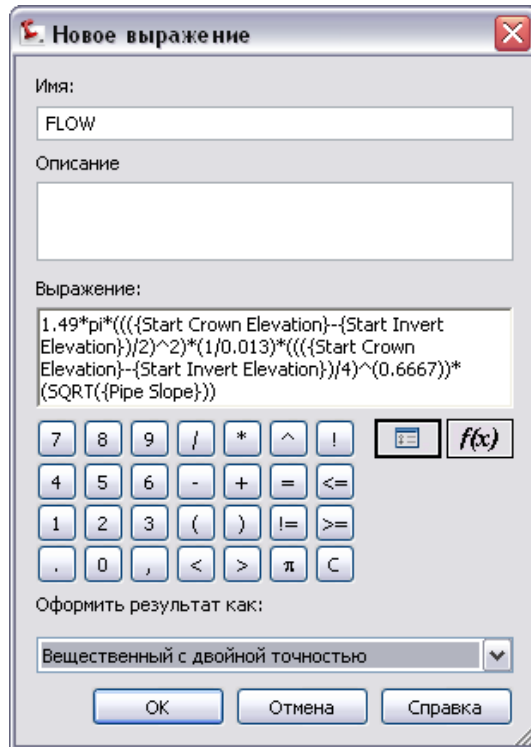 Новое выражение
Имя:
FLOW
Описание
Выражение:
1.49*pi*((({Start Crown Elevation}-{Start Invert
Elevation})/2)^2)*(1/0.013)*((({Start Crown
Elevation}-{Start Invert Elevation})/4)^(0.6667))*
(SQRT({Pipe Slope}))
7 8 9 / * ^ ! f(x)
4 5 6 - + = <=
1 2 3 ( ) != >=
. 0 , < > π C
Оформить результат как:
Вещественный с двойной точностью
OK Отмена Справка